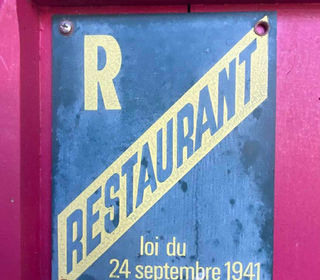 R
RESTAURANT
loi du
24 septembre 1941